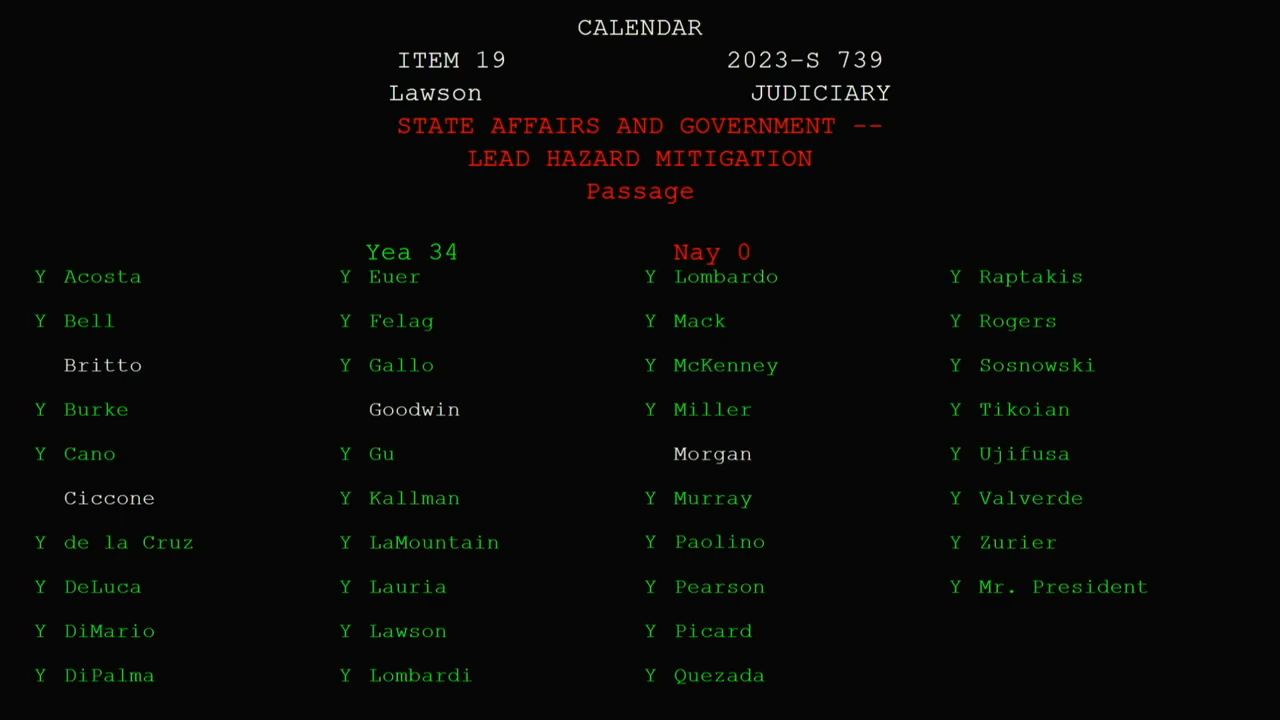 CALENDAR
ITEM 19 2023-S 739
Lawson JUDICIARY
STATE AFFAIRS AND GOVERNMENT --
LEAD HAZARD MITIGATION
Passage
Yea 34 Nay 0
Y Acosta Y Euer Y Lombardo Y Raptakis
Y Bell Y Felag Y Mack Y Rogers
Britto Y Gallo Y McKenney Y Sosnowski
Y Burke Goodwin Y Miller Y Tikoian
Y Cano Y Gu Morgan Y Ujifusa
Ciccone Y Kallman Y Murray Y Valverde
Y de la Cruz Y LaMountain Y Paolino Y Zurier
Y DeLuca Y Lauria Y Pearson Y Mr. President
Y DiMario Y Lawson Y Picard
Y DiPalma Y Lombardi Y Quezada